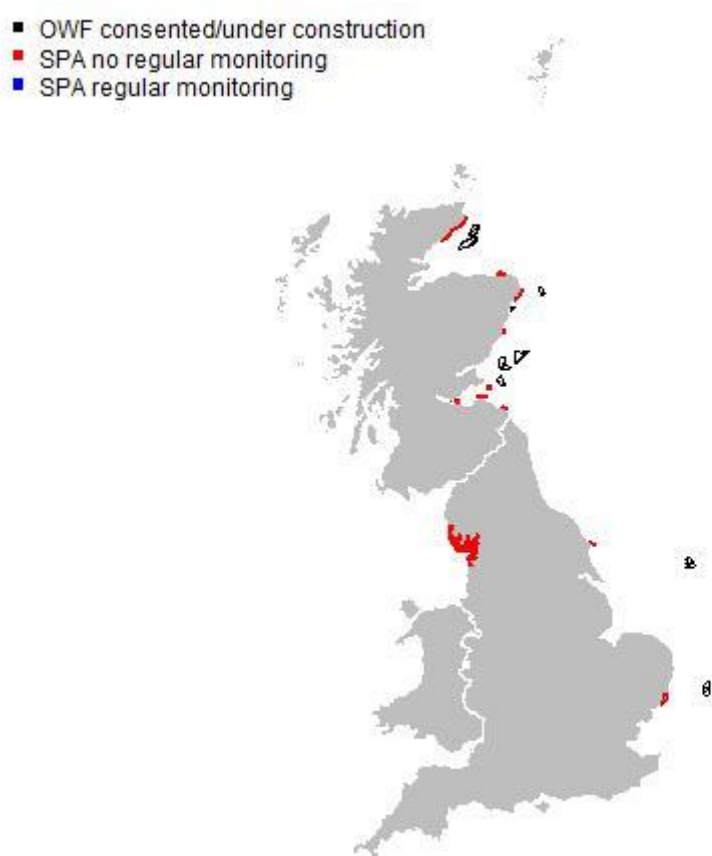 OWF consented/under construction
SPA no regular monitoring
SPA regular monitoring